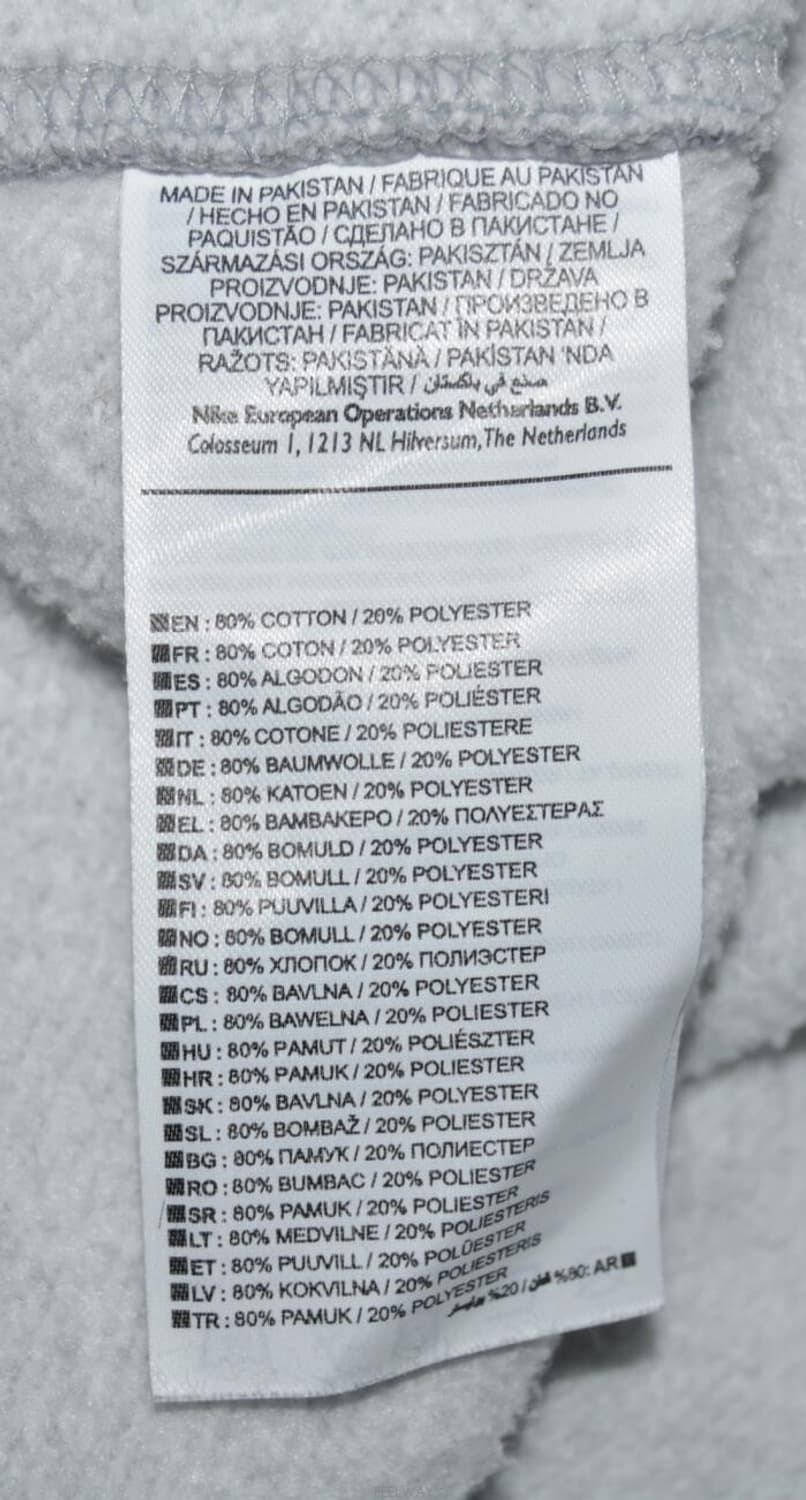 MADE IN PAKISTAN / FABRIQUE AU PAKISTAN
/ HECHO EN PAKISTAN / FABRICADO NO
PAQUISTÃO / СДЕЛАНО В ПАКИСТАНЕ /
SZÁRMAZÁSI ORSZÁG: PAKISZTÁN / ZEMLJA
PROIZVODNJE: PAKISTAN / DRŽAVA
PROIZVODNJE: PAKISTAN / ПРОИЗВЕДЕНО В
ПАКИСТАН / FABRICAT ÎN PAKISTAN /
RAŽOTS: PAKISTĀNĀ / PAKİSTAN 'NDA
YAPILMIŞTIR / صنع في باكستان
Nike European Operations Netherlands B.V.
Colosseum 1, 1213 NL Hilversum, The Netherlands
EN : 80% COTTON / 20% POLYESTER
FR : 80% COTON / 20% POLYESTER
ES : 80% ALGODON / 20% POLIESTER
PT : 80% ALGODÃO / 20% POLIÉSTER
IT : 80% COTONE / 20% POLIESTERE
DE : 80% BAUMWOLLE / 20% POLYESTER
NL : 80% KATOEN / 20% POLYESTER
EL : 80% ΒΑΜΒΑΚΕΡΟ / 20% ΠΟΛΥΕΣΤΕΡΑΣ
DA : 80% BOMULD / 20% POLYESTER
SV : 80% BOMULL / 20% POLYESTER
FI : 80% PUUVILLA / 20% POLYESTERI
NO : 80% BOMULL / 20% POLYESTER
RU : 80% ХЛОПОК / 20% ПОЛИЭСТЕР
CS : 80% BAVLNA / 20% POLYESTER
PL : 80% BAWELNA / 20% POLIESTER
HU : 80% PAMUT / 20% POLIÉSZTER
HR : 80% PAMUK / 20% POLIESTER
SK : 80% BAVLNA / 20% POLYESTER
SL : 80% BOMBAŽ / 20% POLIESTER
BG : 80% ПАМУК / 20% ПОЛИЕСТЕР
RO : 80% BUMBAC / 20% POLIESTER
SR : 80% PAMUK / 20% POLIESTER
LT : 80% MEDVILNE / 20% POLIESTERIS
ET : 80% PUUVILL / 20% POLÜESTER
LV : 80% KOKVILNA / 20% POLIESTERIS
TR : 80% PAMUK / 20% POLYESTER
AR :80% قطن / 20%